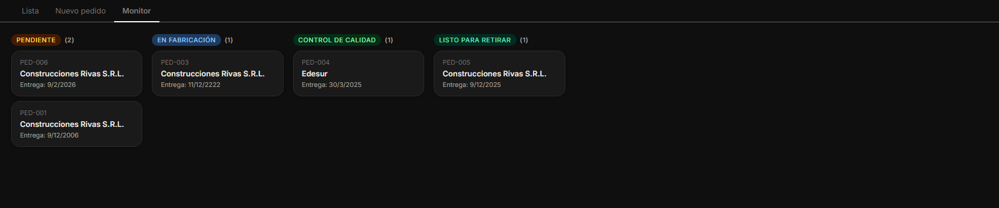 Lista Nuevo pedido Monitor
PENDIENTE (2)
PED-006
Construcciones Rivas S.R.L.
Entrega: 9/2/2026
PED-001
Construcciones Rivas S.R.L.
Entrega: 9/12/2006
EN FABRICACIÓN (1)
PED-003
Construcciones Rivas S.R.L.
Entrega: 11/12/2222
CONTROL DE CALIDAD (1)
PED-004
Edesur
Entrega: 30/3/2025
LISTO PARA RETIRAR (1)
PED-005
Construcciones Rivas S.R.L.
Entrega: 9/12/2025